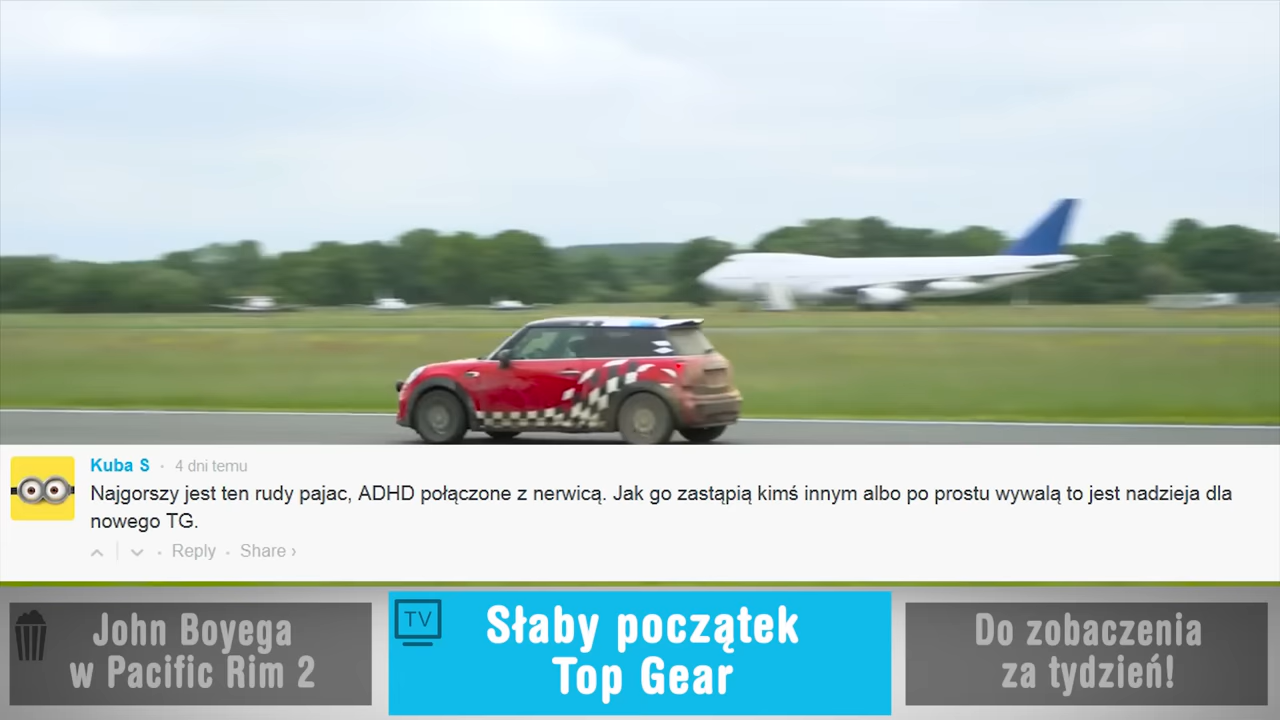 Kuba S • 4 dni temu
Najgorszy jest ten rudy pajac, ADHD połączone z nerwicą. Jak go zastąpią kimś innym albo po prostu wywalą to jest nadzieja dla
nowego TG.
Reply • Share ›
John Boyega
w Pacific Rim 2
TV
Słaby początek
Top Gear
Do zobaczenia
za tydzień!